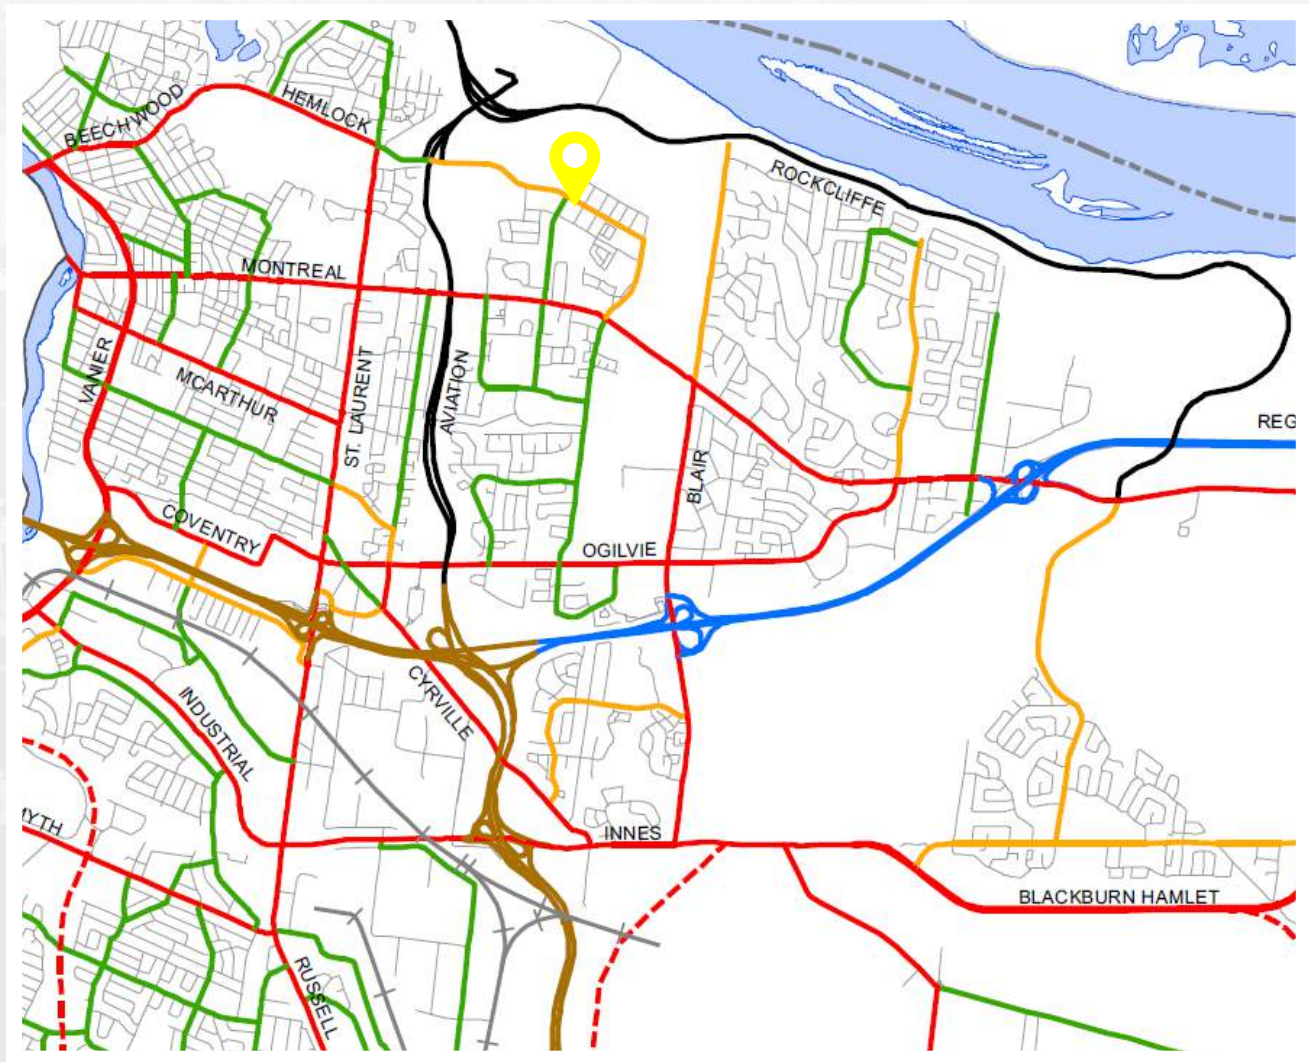 BEECHWOOD
HEMLOCK
ROCKCLIFFE
MONTREAL
VANIER
MCARTHUR
ST. LAURENT
AVIATION
REG
BLAIR
COVENTRY
OGILVIE
INDUSTRIAL
CYRVILLE
YTH
INNES
BLACKBURN HAMLET
RUSSELL